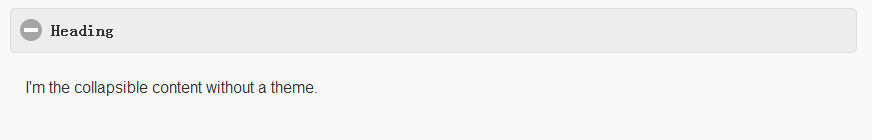 Heading
I'm the collapsible content without a theme.